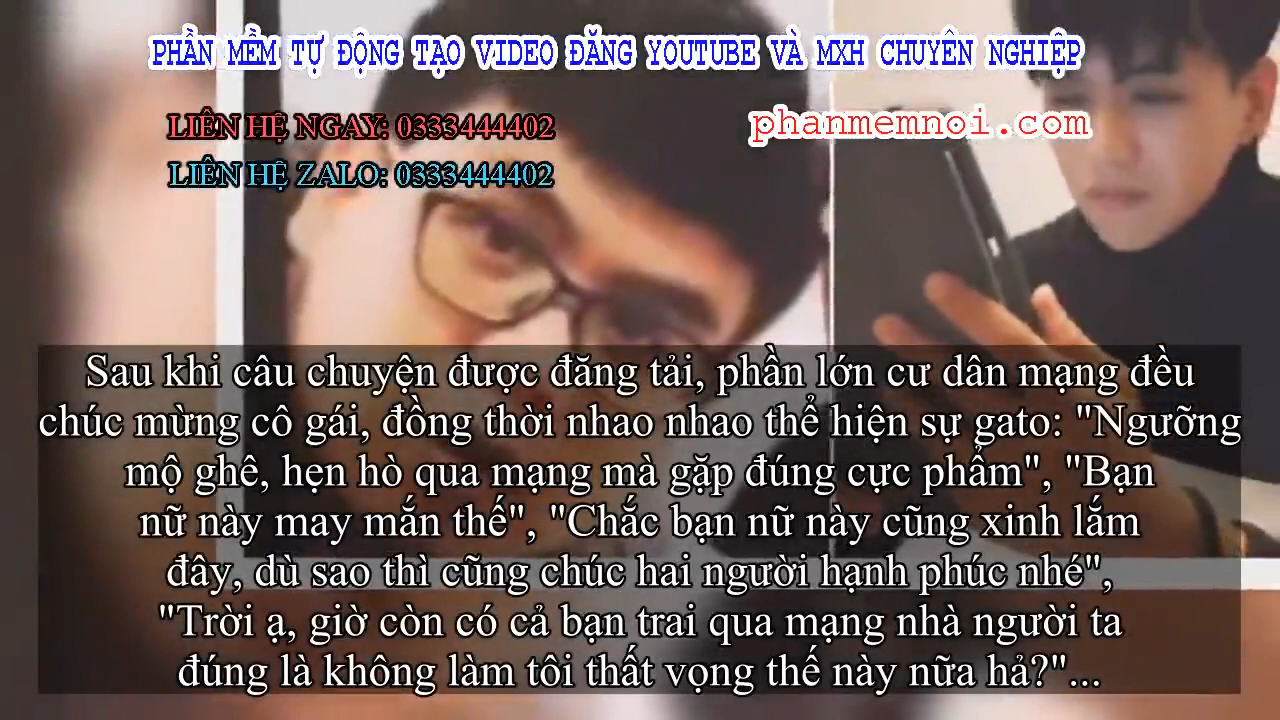 PHẦN MỀM TỰ ĐỘNG TẠO VIDEO ĐĂNG YOUTUBE VÀ MXH CHUYÊN NGHIỆP
LIÊN HỆ NGAY: 0333444402
phanmemnoi.com
LIÊN HỆ ZALO: 0333444402
Sau khi câu chuyện được đăng tải, phần lớn cư dân mạng đều
chúc mừng cô gái, đồng thời nhao nhao thể hiện sự gato: "Ngưỡng
mộ ghê, hẹn hò qua mạng mà gặp đúng cực phẩm", "Bạn
nữ này may mắn thế", "Chắc bạn nữ này cũng xinh lắm
đây, dù sao thì cũng chúc hai người hạnh phúc nhé",
"Trời ạ, giờ còn có cả bạn trai qua mạng nhà người ta
đúng là không làm tôi thất vọng thế này nữa hả?"...